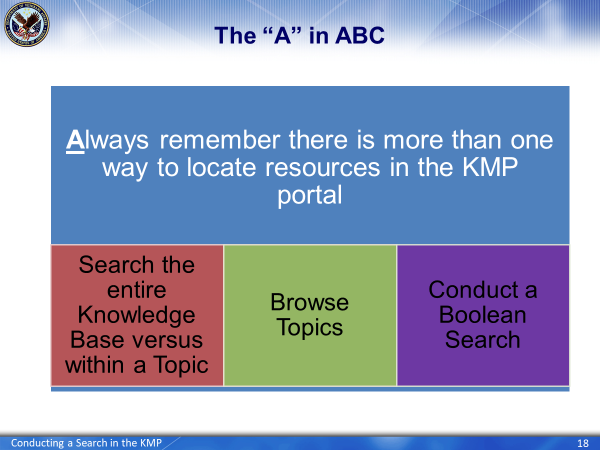 The “A” in ABC
Always remember there is more than one
way to locate resources in the KMP
portal
Search the
entire
Knowledge
Base versus
within a Topic
Browse
Topics
Conduct a
Boolean
Search
Conducting a Search in the KMP
18